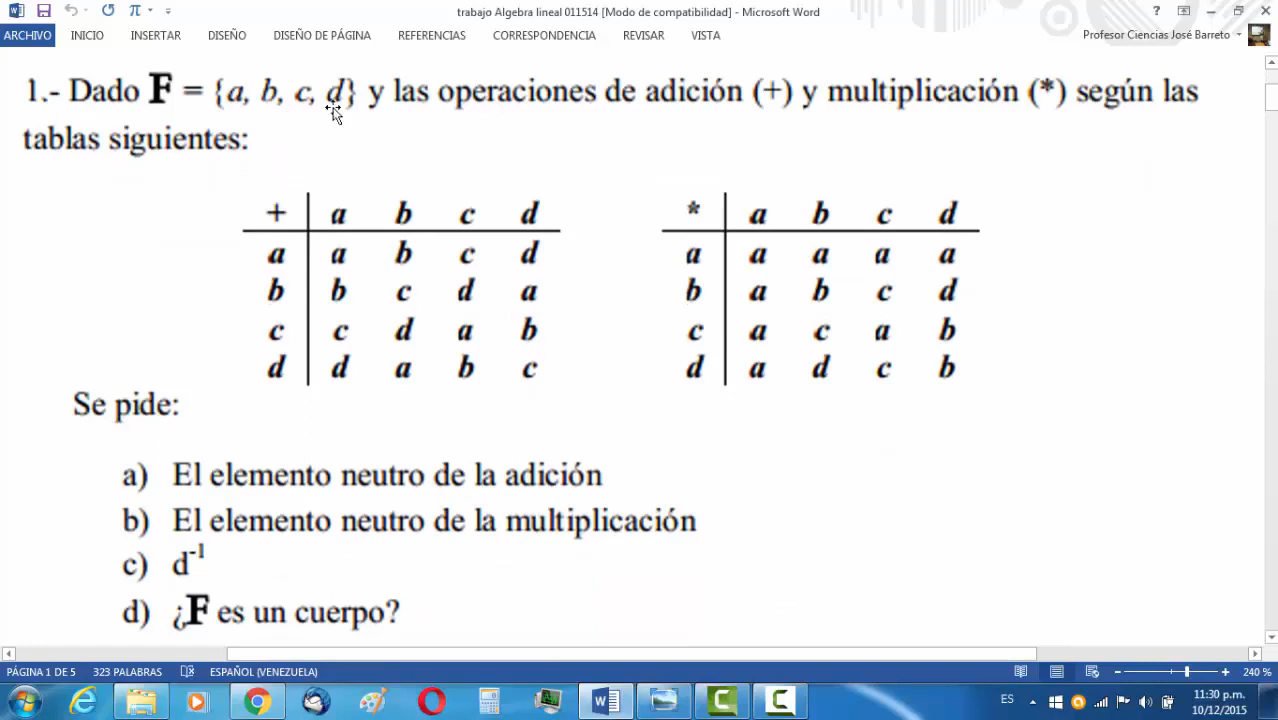 trabajo Algebra lineal 011514 [Modo de compatibilidad] - Microsoft Word
ARCHIVO INICIO INSERTAR DISEÑO DISEÑO DE PÁGINA REFERENCIAS CORRESPONDENCIA REVISAR VISTA Profesor Ciencias José Barreto
1.- Dado F = {a, b, c, d} y las operaciones de adición (+) y multiplicación (*) según las
tablas siguientes:
+ a b c d * a b c d
a a b c d a a a a a
b b c d a b a b c d
c c d a b c a c a b
d d a b c d a d c b
Se pide:
a) El elemento neutro de la adición
b) El elemento neutro de la multiplicación
c) d⁻¹
d) ¿F es un cuerpo?
PÁGINA 1 DE 5 323 PALABRAS ESPAÑOL (VENEZUELA) 240 %
ES 11:30 p.m.
10/12/2015